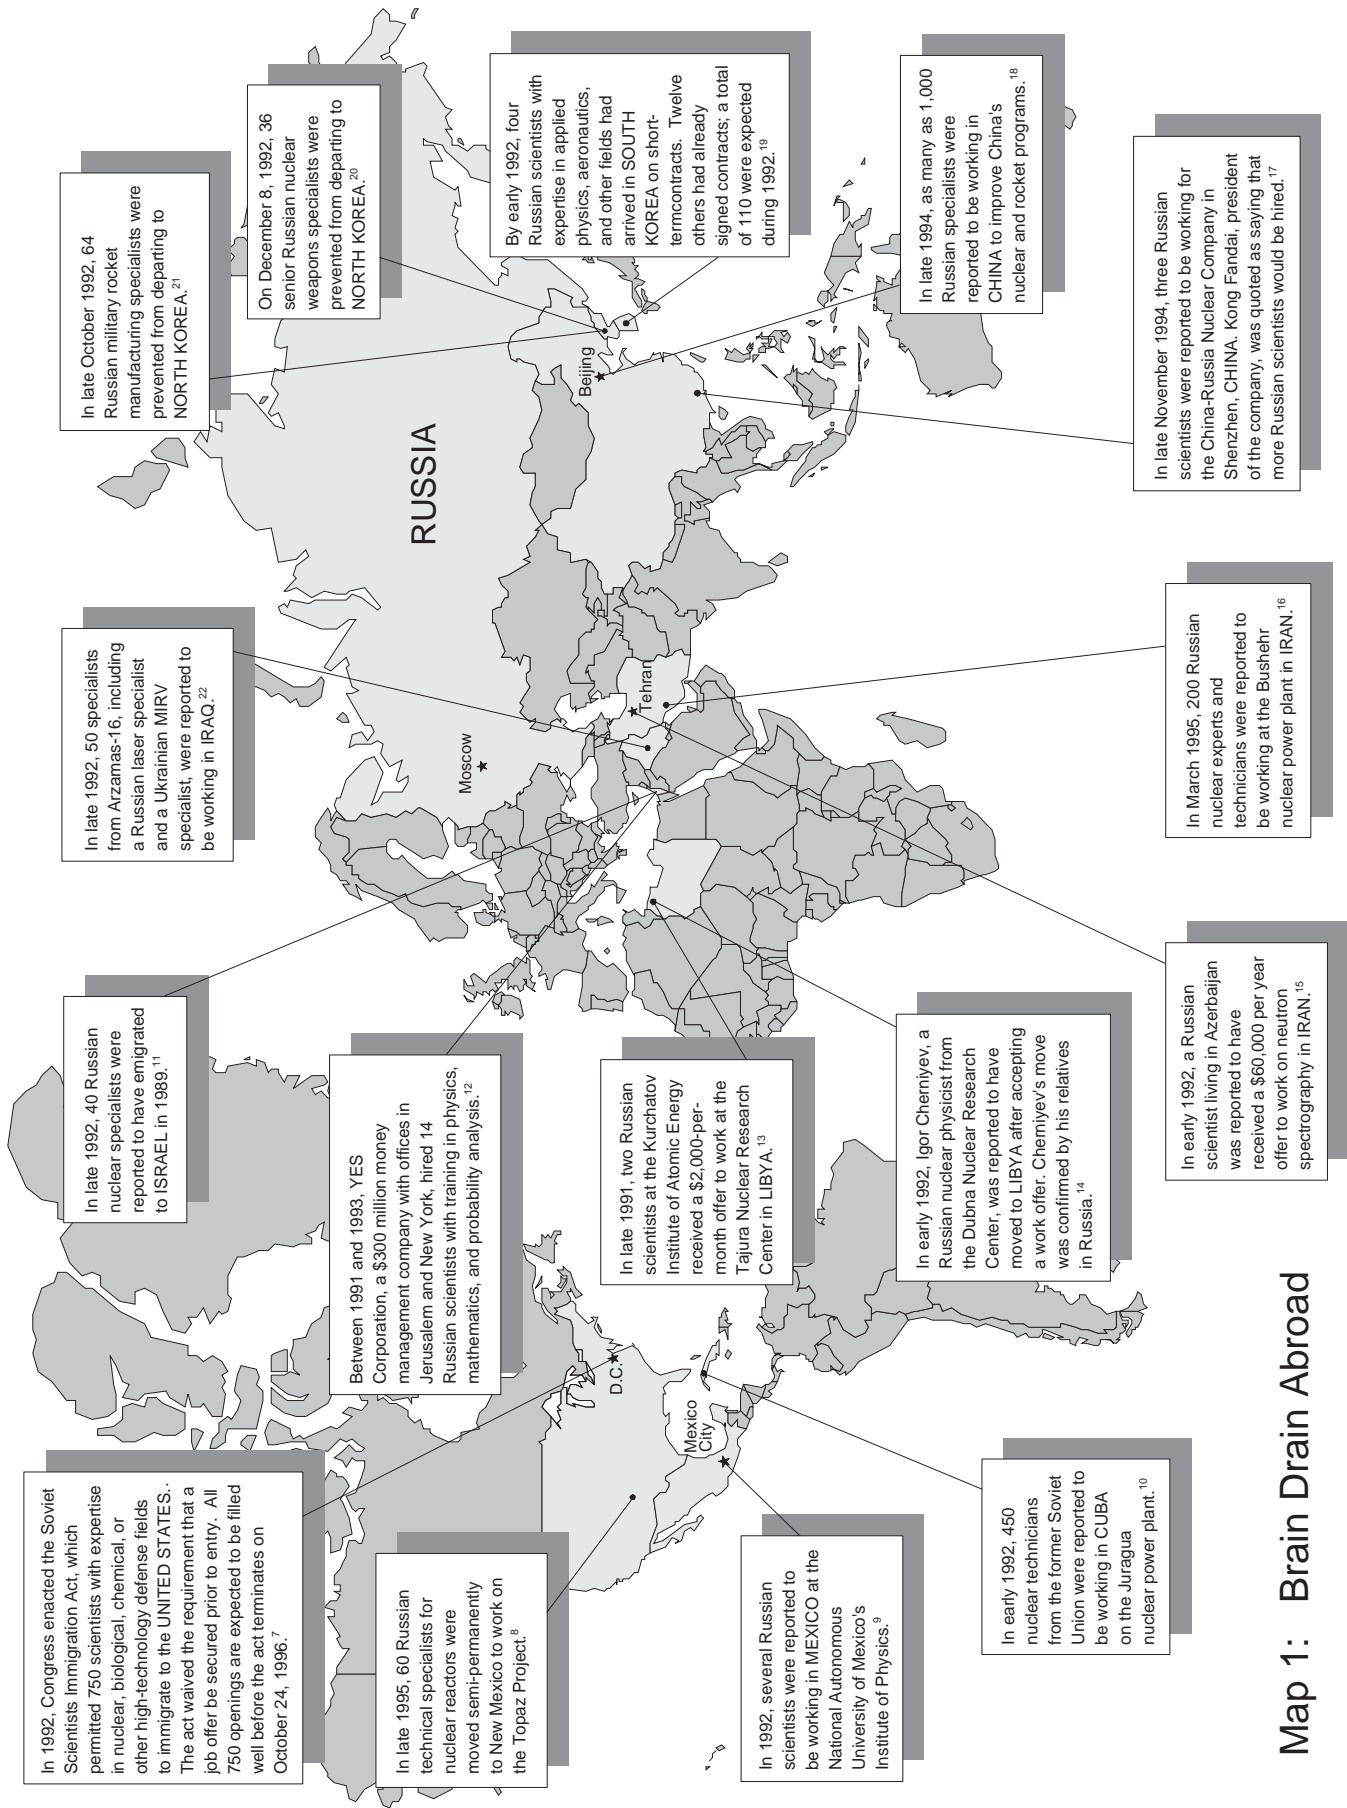 In 1992, Congress enacted the Soviet
Scientists Immigration Act, which
permitted 750 scientists with expertise
in nuclear, biological, chemical, or
other high-technology defense fields
to immigrate to the UNITED STATES..
The act waived the requirement that a
job offer be secured prior to entry. All
750 openings are expected to be filled
well before the act terminates on
October 24, 1996.7
In late 1992, 40 Russian
nuclear specialists were
reported to have emigrated
to ISRAEL in 1989.11
In late 1992, 50 specialists
from Arzamas-16, including
a Russian laser specialist
and a Ukrainian MIRV
specialist, were reported to
be working in IRAQ.22
In late October 1992, 64
Russian military rocket
manufacturing specialists were
prevented from departing to
NORTH KOREA.21
On December 8, 1992, 36
senior Russian nuclear
weapons specialists were
prevented from departing to
NORTH KOREA.20
Between 1991 and 1993, YES
Corporation, a $300 million money
management company with offices in
Jerusalem and New York, hired 14
Russian scientists with training in physics,
mathematics, and probability analysis.12
In late 1995, 60 Russian
technical specialists for
nuclear reactors were
moved semi-permanently
to New Mexico to work on
the Topaz Project.8
RUSSIA
Moscow
By early 1992, four
Russian scientists with
expertise in applied
physics, aeronautics,
and other fields had
arrived in SOUTH
KOREA on short-
termcontracts. Twelve
others had already
signed contracts; a total
of 110 were expected
during 1992.19
Beijing
D.C.
Tehran
Mexico
City
In late 1991, two Russian
scientists at the Kurchatov
Institute of Atomic Energy
received a $2,000-per-
month offer to work at the
Tajura Nuclear Research
Center in LIBYA.13
In 1992, several Russian
scientists were reported to
be working in MEXICO at the
National Autonomous
University of Mexico's
Institute of Physics.9
In early 1992, Igor Cherniyev, a
Russian nuclear physicist from
the Dubna Nuclear Research
Center, was reported to have
moved to LIBYA after accepting
a work offer. Cherniyev's move
was confirmed by his relatives
in Russia.14
In late 1994, as many as 1,000
Russian specialists were
reported to be working in
CHINA to improve China's
nuclear and rocket programs.18
In early 1992, 450
nuclear technicians
from the former Soviet
Union were reported to
be working in CUBA
on the Juragua
nuclear power plant.10
In early 1992, a Russian
scientist living in Azerbaijan
was reported to have
received a $60,000 per year
offer to work on neutron
spectrography in IRAN.15
In March 1995, 200 Russian
nuclear experts and
technicians were reported to
be working at the Bushehr
nuclear power plant in IRAN.16
In late November 1994, three Russian
scientists were reported to be working for
the China-Russia Nuclear Company in
Shenzhen, CHINA. Kong Fandai, president
of the company, was quoted as saying that
more Russian scientists would be hired.17
Map 1: Brain Drain Abroad